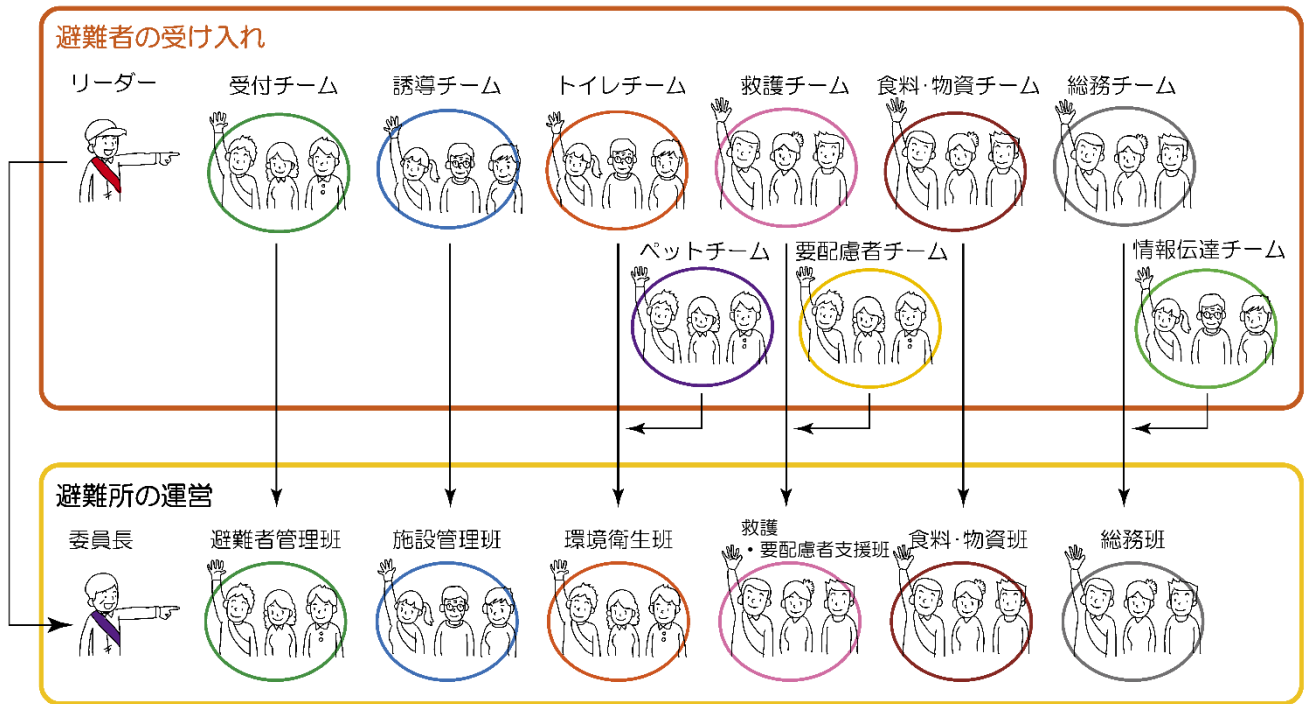 避難者の受け入れ
リーダー
受付チーム
誘導チーム
トイレチーム
救護チーム
食料・物資チーム
総務チーム
ペットチーム
要配慮者チーム
情報伝達チーム
避難所の運営
委員長
避難者管理班
施設管理班
環境衛生班
救護
・要配慮者支援班
食料・物資班
総務班